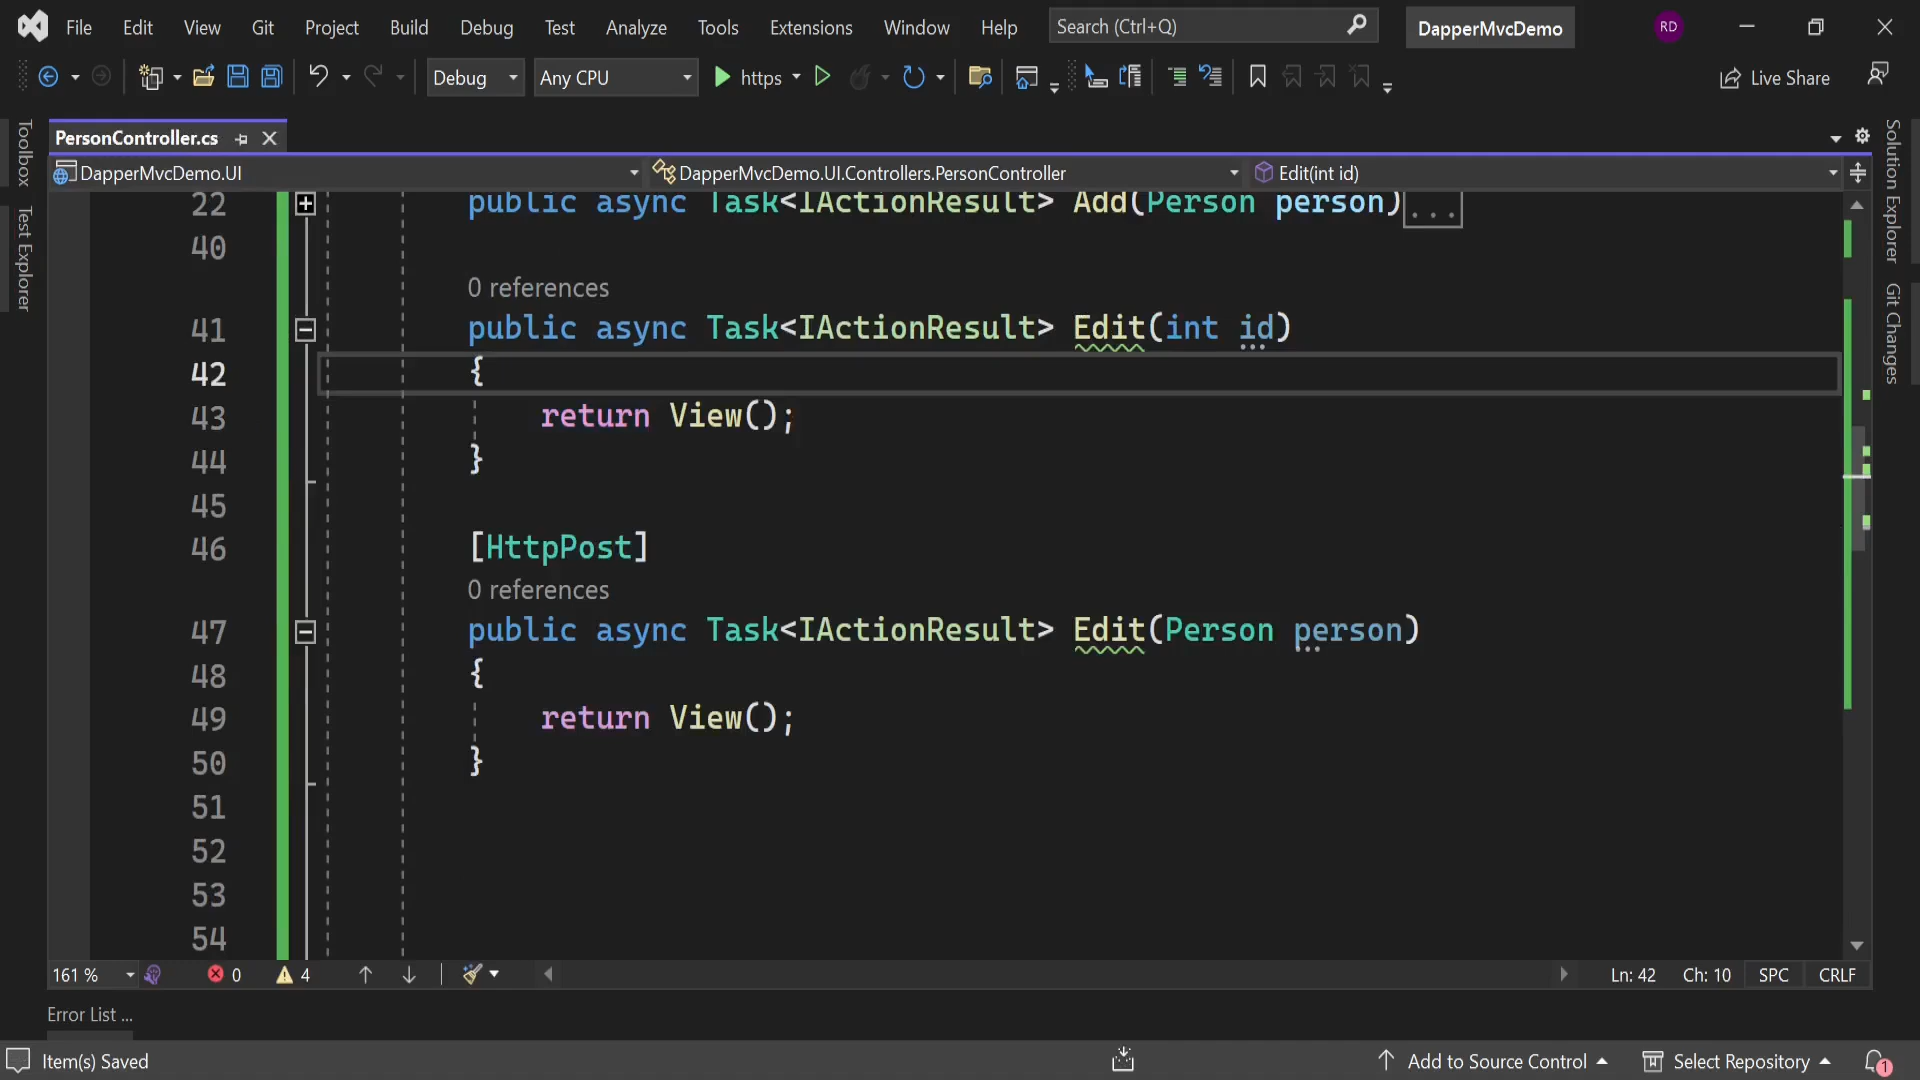 File Edit View Git Project Build Debug Test Analyze Tools Extensions Window Help Search (Ctrl+Q) DapperMvcDemo RD
Debug Any CPU https Live Share
Toolbox
Test Explorer
PersonController.cs
DapperMvcDemo.UI DapperMvcDemo.UI.Controllers.PersonController Edit(int id)
22 public async Task<IActionResult> Add(Person person)...
40
0 references
41 public async Task<IActionResult> Edit(int id)
42 {
43 return View();
44 }
45
46 [HttpPost]
0 references
47 public async Task<IActionResult> Edit(Person person)
48 {
49 return View();
50 }
51
52
53
54
Solution Explorer
Git Changes
161 % 0 4 Ln: 42 Ch: 10 SPC CRLF
Error List ...
Item(s) Saved Add to Source Control Select Repository 1